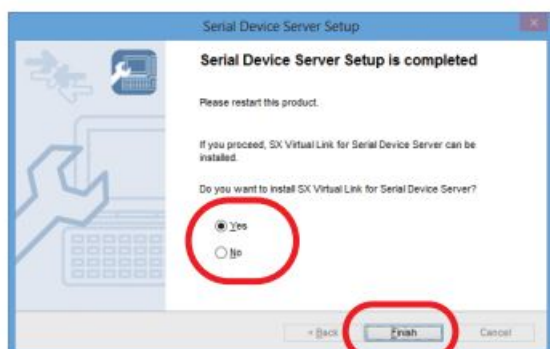 Serial Device Server Setup
Serial Device Server Setup is completed
Please restart this product.
If you proceed, SX Virtual Link for Serial Device Server can be
installed.
Do you want to install SX Virtual Link for Serial Device Server?
Yes
No
< Back
Finish
Cancel